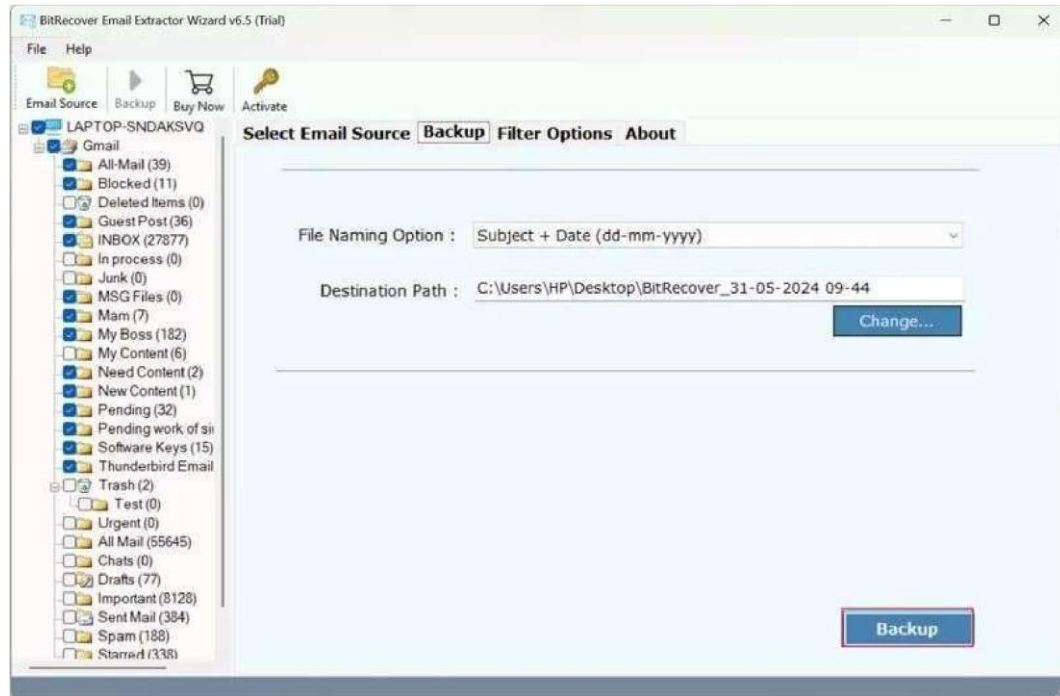 BitRecover Email Extractor Wizard v6.5 (Trial)
File Help
Email Source Backup Buy Now Activate
LAPTOP-SNDAKSVQ
Gmail
All-Mail (39)
Blocked (11)
Deleted Items (0)
Guest Post (36)
INBOX (27877)
In process (0)
Junk (0)
MSG Files (0)
Mam (7)
My Boss (182)
My Content (6)
Need Content (2)
New Content (1)
Pending (32)
Pending work of si
Software Keys (15)
Thunderbird Email
Trash (2)
Test (0)
Urgent (0)
All Mail (55645)
Chats (0)
Drafts (77)
Important (8128)
Sent Mail (384)
Spam (188)
Starred (338)
Select Email Source Backup Filter Options About
File Naming Option : Subject + Date (dd-mm-yyyy)
Destination Path : C:\Users\HP\Desktop\BitRecover_31-05-2024 09-44
Change...
Backup